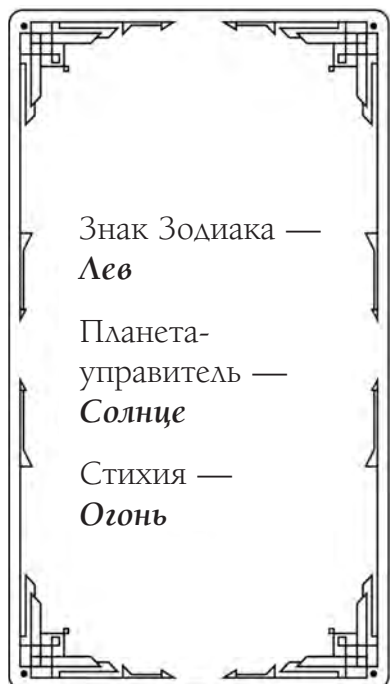 Знак Зодиака —
Лев
Планета-
управитель —
Солнце
Стихия —
Огонь